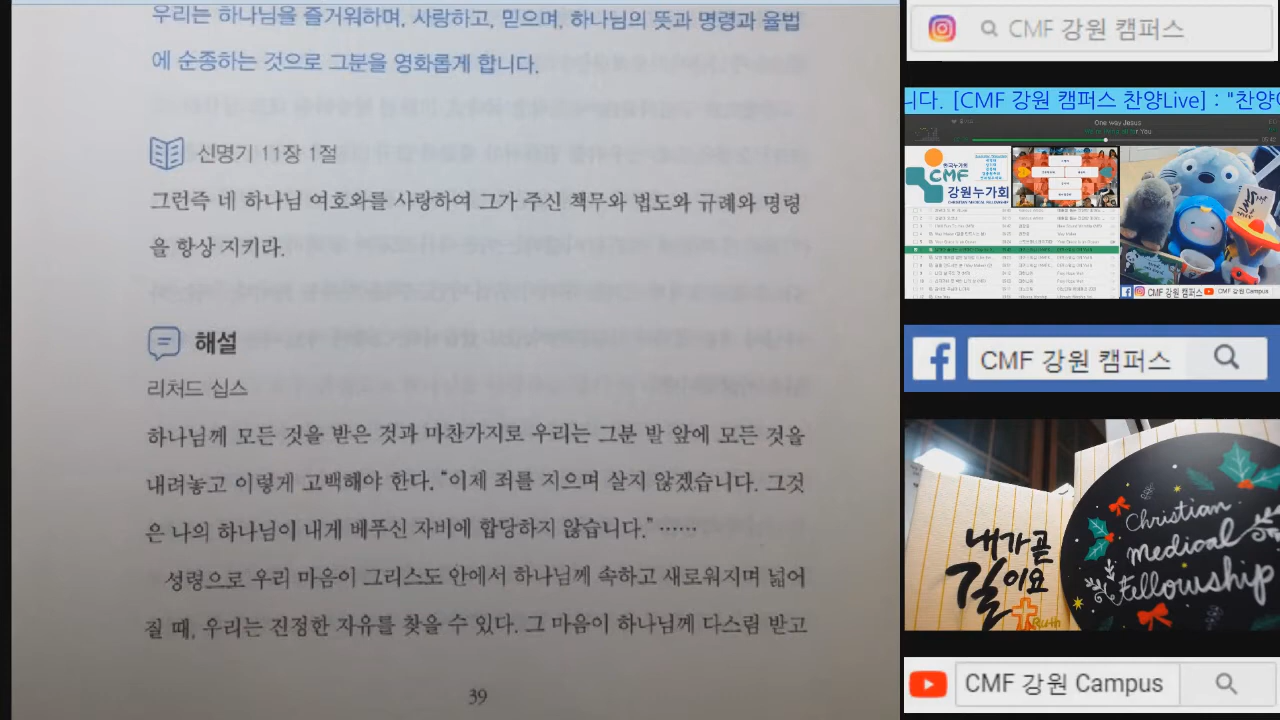 우리는 하나님을 즐거워하며, 사랑하고, 믿으며, 하나님의 뜻과 명령과 율법
에 순종하는 것으로 그분을 영화롭게 합니다.
신명기 11장 1절
그런즉 네 하나님 여호와를 사랑하여 그가 주신 책무와 법도와 규례와 명령
을 항상 지키라.
해설
리처드 십스
하나님께 모든 것을 받은 것과 마찬가지로 우리는 그분 발 앞에 모든 것을
내려놓고 이렇게 고백해야 한다. “이제 죄를 지으며 살지 않겠습니다. 그것
은 나의 하나님이 내게 베푸신 자비에 합당하지 않습니다.” ……
성령으로 우리 마음이 그리스도 안에서 하나님께 속하고 새로워지며 넓어
질 때, 우리는 진정한 자유를 찾을 수 있다. 그 마음이 하나님께 다스림 받고
39
CMF 강원 캠퍼스
니다. [CMF 강원 캠퍼스 찬양Live] : "찬양
One way Jesus
한국누가회
CMF
강원누가회
CHRISTIAN MEDICAL FELLOWSHIP
CMF 강원 캠퍼스 CMF 강원 Campus
CMF 강원 캠퍼스
내가 곧
길이요
Ruth
Christian
Medical
Fellowship
CMF 강원 Campus